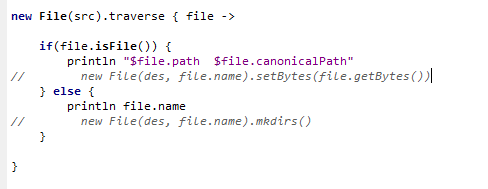 new File(src).traverse { file ->
if(file.isFile()) {
println "$file.path  $file.canonicalPath"
//        new File(des, file.name).setBytes(file.getBytes())
} else {
println file.name
//        new File(des, file.name).mkdirs()
}
}